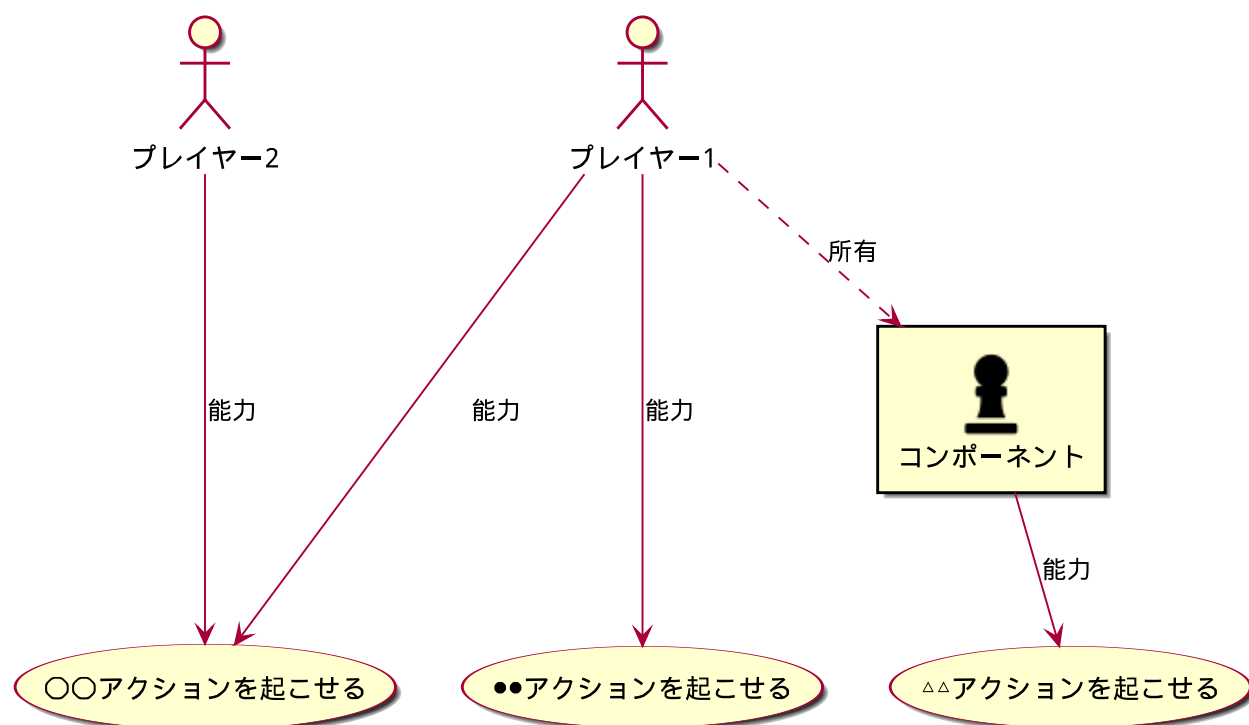 プレイヤー2
プレイヤー1
所有
能力
能力
能力
コンポーネント
能力
〇〇アクションを起こせる
●●アクションを起こせる
△△アクションを起こせる